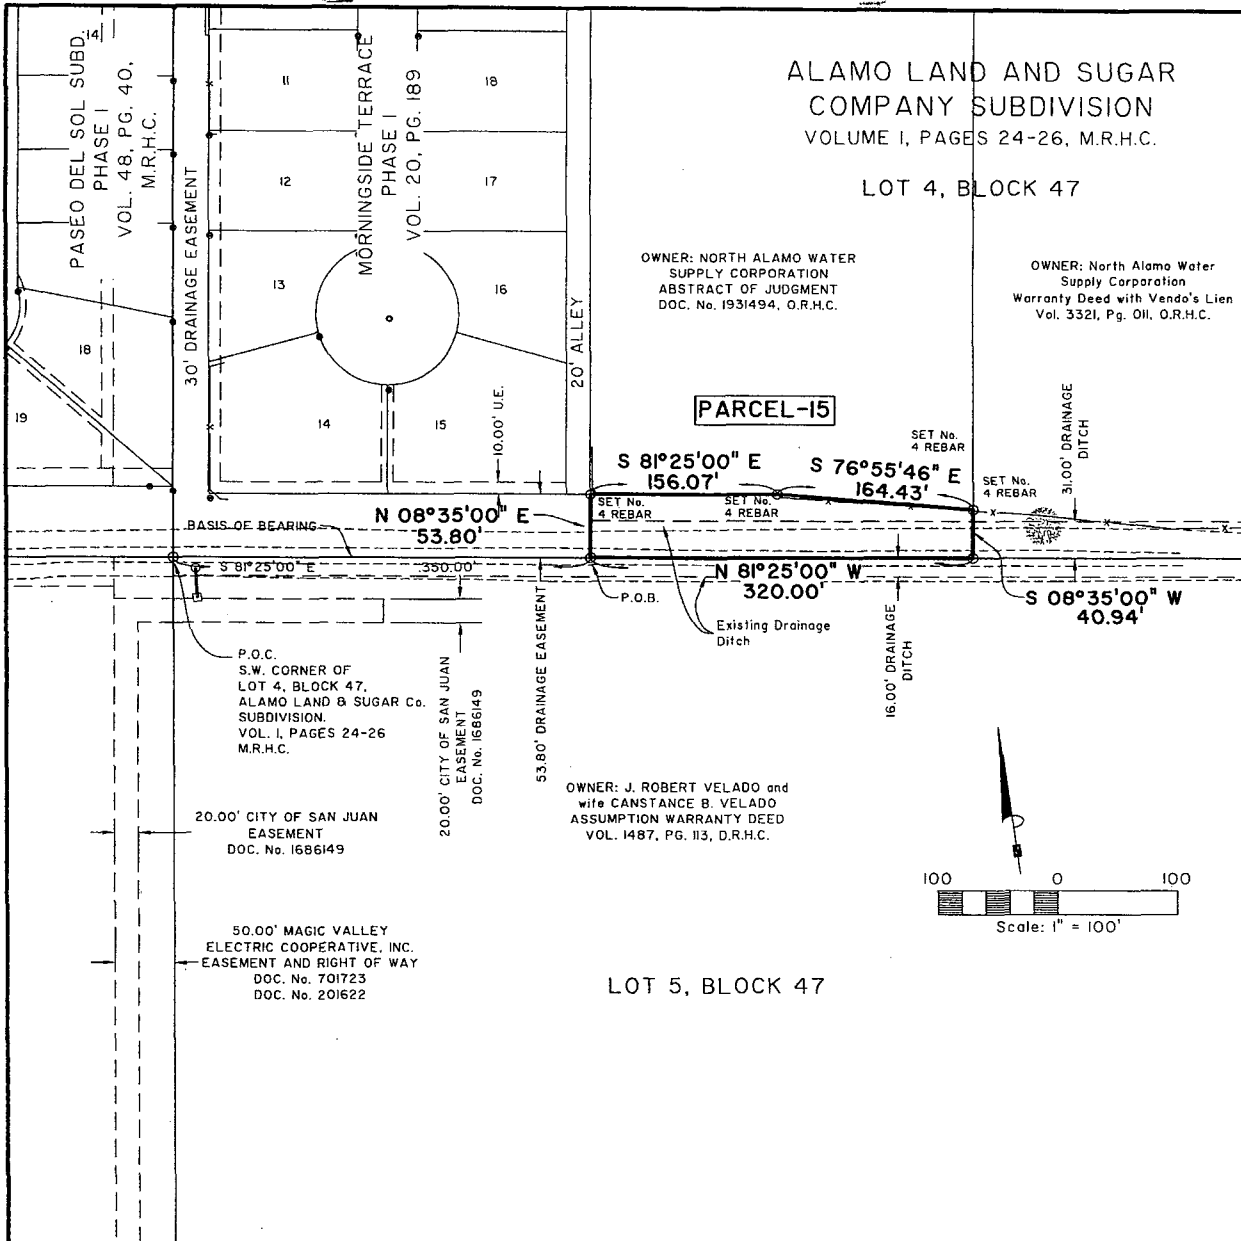 ALAMO LAND AND SUGAR
COMPANY SUBDIVISION
VOLUME 1, PAGES 24-26, M.R.H.C.
LOT 4, BLOCK 47
14
PASEO DEL SOL SUBD.
PHASE I
VOL. 48, PG. 40,
M.R.H.C.
30' DRAINAGE EASEMENT
11
12
13
14
MORNINGSIDE TERRACE
PHASE I
VOL. 20, PG. 189
18
17
16
15
18
19
20' ALLEY
10.00' U.E.
OWNER: NORTH ALAMO WATER
SUPPLY CORPORATION
ABSTRACT OF JUDGMENT
DOC. No. 1931494, O.R.H.C.
OWNER: North Alamo Water
Supply Corporation
Warranty Deed with Vendo's Lien
Vol. 3321, Pg. 011, O.R.H.C.
PARCEL-15
S 81°25'00" E
156.07'
S 76°55'46" E
164.43'
SET No.
4 REBAR
SET No.
4 REBAR
SET No.
4 REBAR
SET No.
4 REBAR
31.00' DRAINAGE
DITCH
N 08°35'00" E
53.80'
BASIS OF BEARING
S 81°25'00" E
350.00'
P.O.B.
N 81°25'00" W
320.00'
S 08°35'00" W
40.94'
Existing Drainage
Ditch
16.00' DRAINAGE
DITCH
53.80' DRAINAGE EASEMENT
P.O.C.
S.W. CORNER OF
LOT 4, BLOCK 47,
ALAMO LAND & SUGAR Co.
SUBDIVISION.
VOL. 1, PAGES 24-26
M.R.H.C.
20.00' CITY OF SAN JUAN
EASEMENT
DOC. No. 1686149
20.00' CITY OF SAN JUAN
EASEMENT
DOC. No. 1686149
OWNER: J. ROBERT VELADO and
wife CANSTANCE B. VELADO
ASSUMPTION WARRANTY DEED
VOL. 1487, PG. 113, D.R.H.C.
50.00' MAGIC VALLEY
ELECTRIC COOPERATIVE, INC.
EASEMENT AND RIGHT OF WAY
DOC. No. 701723
DOC. No. 201622
100 0 100
Scale: 1" = 100'
LOT 5, BLOCK 47